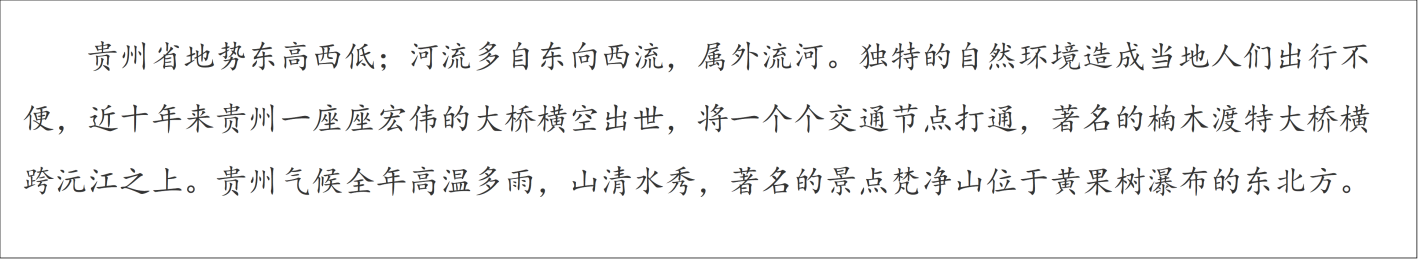 贵州省地势东高西低；河流多自东向西流，属外流河。独特的自然环境造成当地人们出行不
便，近十年来贵州一座座宏伟的大桥横空出世，将一个个交通节点打通，著名的楠木渡特大桥横
跨沅江之上。贵州气候全年高温多雨，山清水秀，著名的景点梵净山位于黄果树瀑布的东北方。